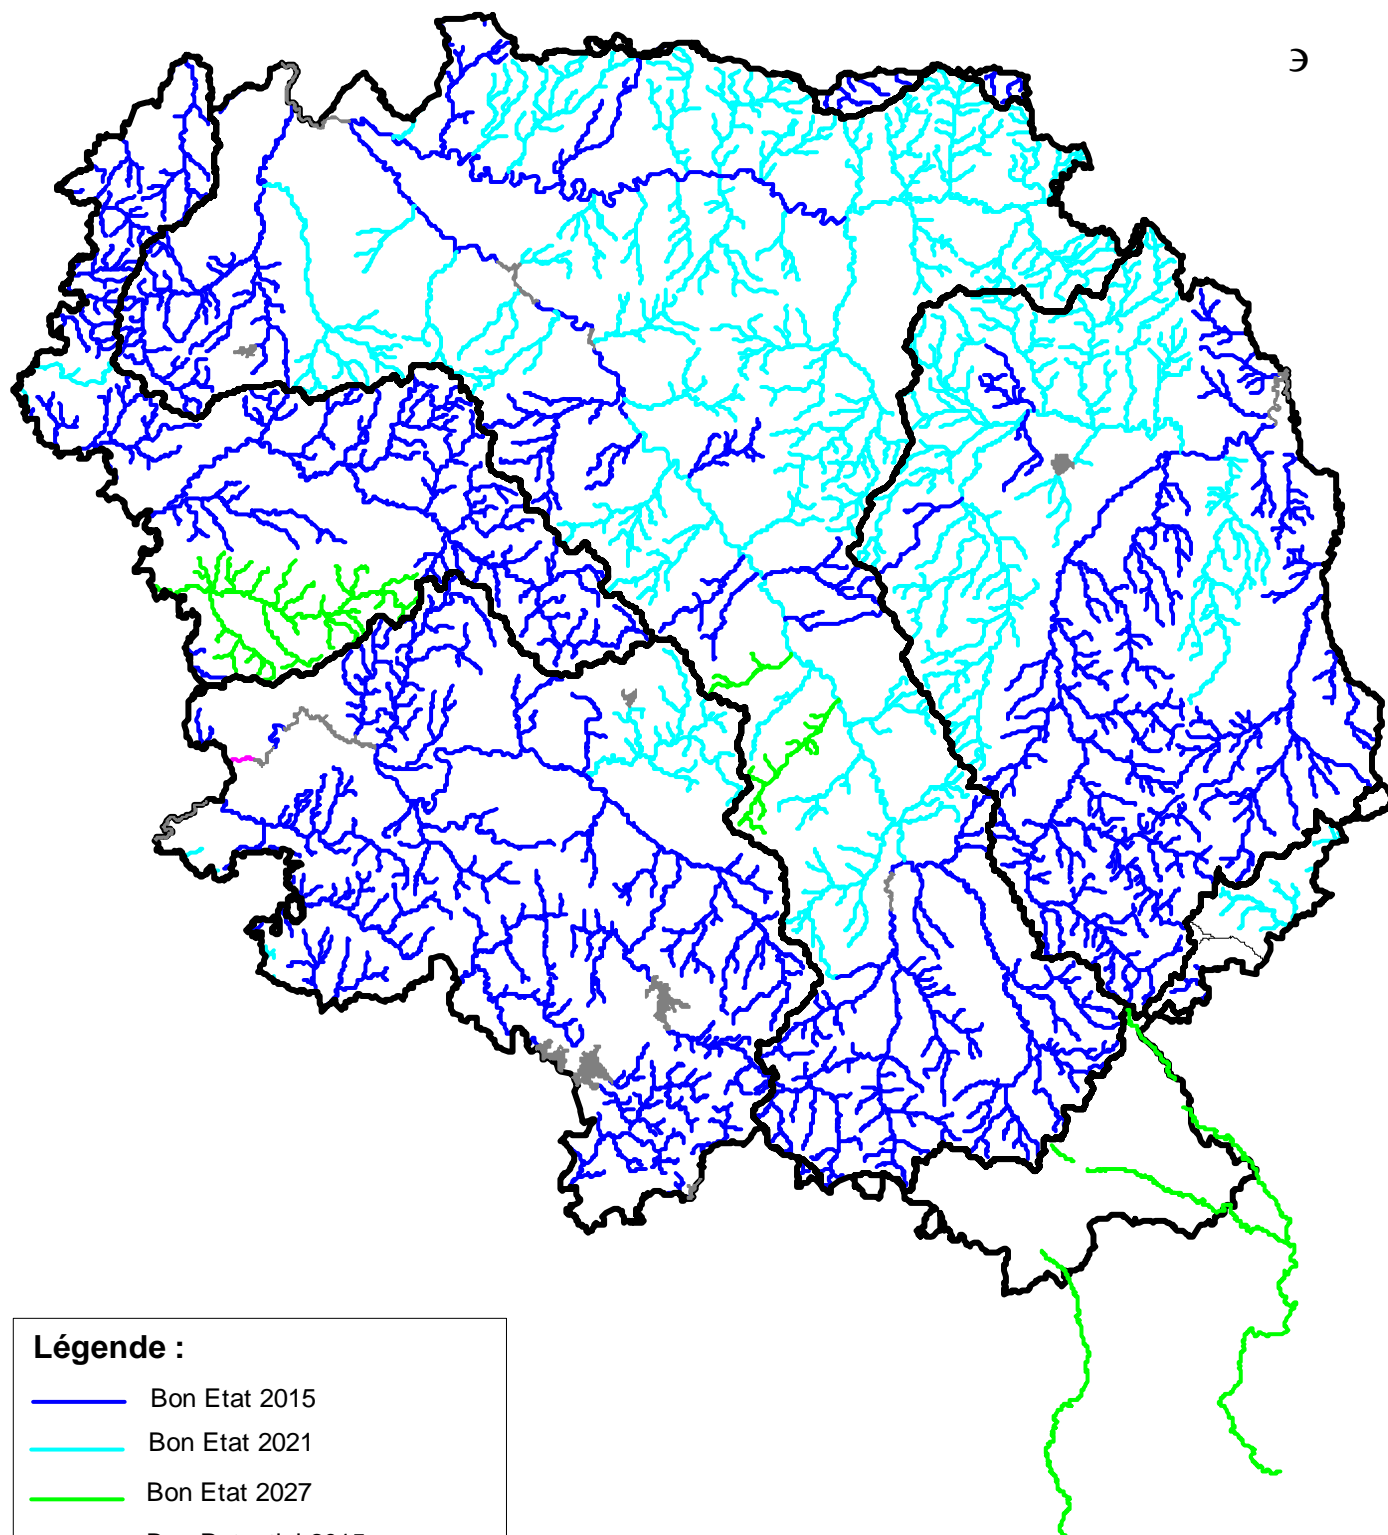 э
Légende :
Bon Etat 2015
Bon Etat 2021
Bon Etat 2027